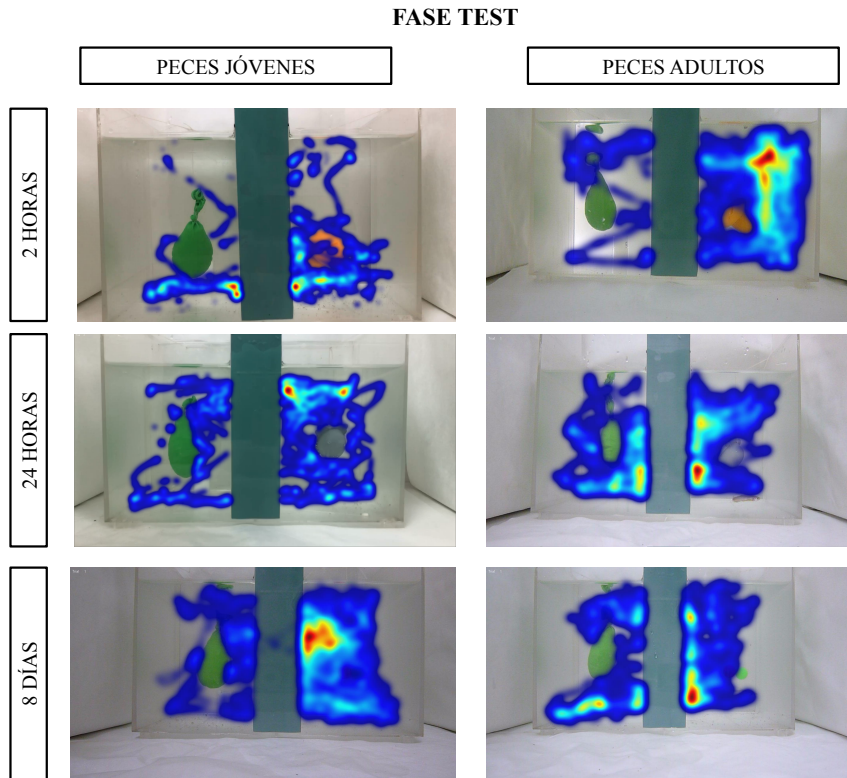 FASE TEST
PECES JÓVENES
PECES ADULTOS
2 HORAS
24 HORAS
8 DÍAS